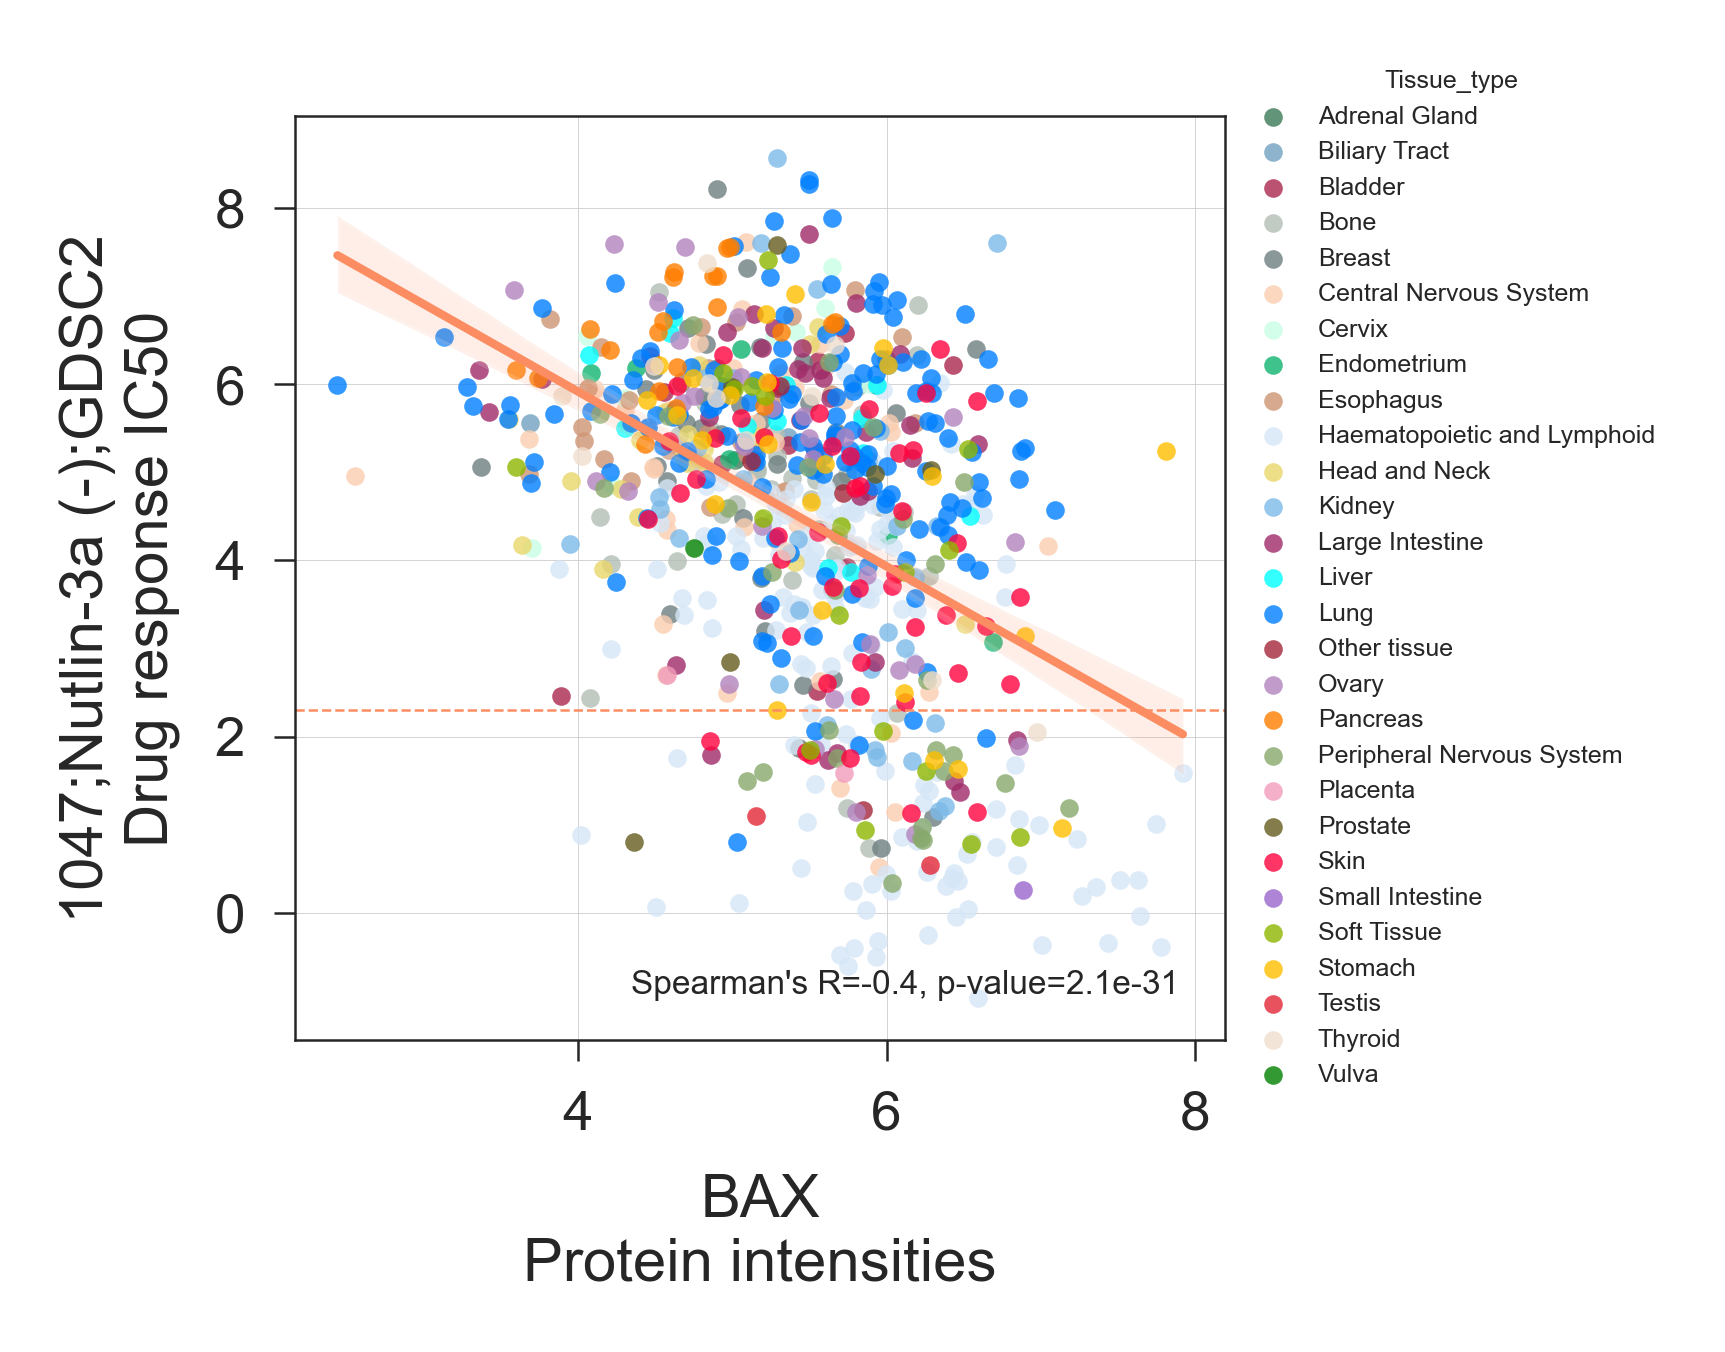 Tissue_type
Adrenal Gland
Biliary Tract
Bladder
Bone
Breast
Central Nervous System
Cervix
Endometrium
Esophagus
Haematopoietic and Lymphoid
Head and Neck
Kidney
Large Intestine
Liver
Lung
Other tissue
Ovary
Pancreas
Peripheral Nervous System
Placenta
Prostate
Skin
Small Intestine
Soft Tissue
Stomach
Testis
Thyroid
Vulva
1047;Nutlin-3a (-);GDSC2
Drug response IC50
8
6
4
2
0
Spearman's R=-0.4, p-value=2.1e-31
4 6 8
BAX
Protein intensities